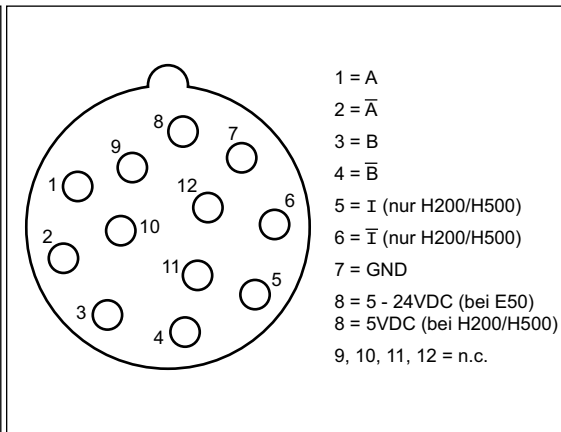 8
7
9
1
12
6
10
2
11
5
3
4
1 = A
2 = A̅
3 = B
4 = B̅
5 = I (nur H200/H500)
6 = I̅ (nur H200/H500)
7 = GND
8 = 5 - 24VDC (bei E50)
8 = 5VDC (bei H200/H500)
9, 10, 11, 12 = n.c.